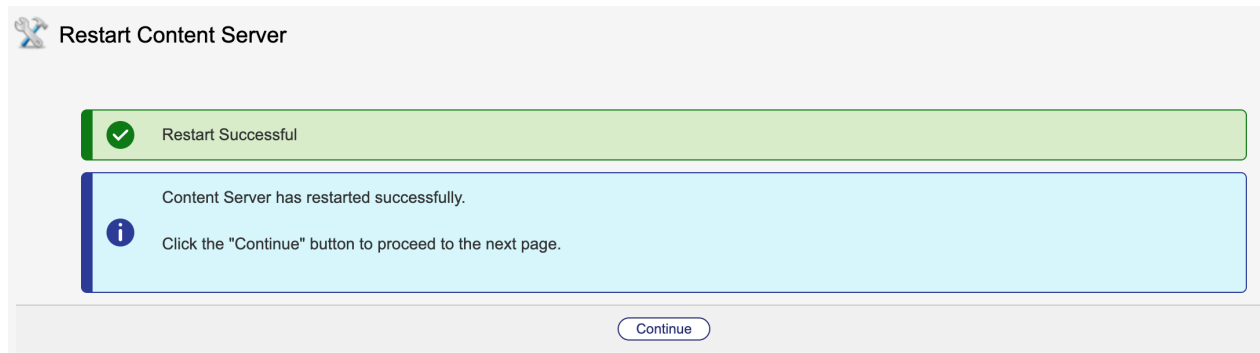 Restart Content Server
Restart Successful
Content Server has restarted successfully.
Click the "Continue" button to proceed to the next page.
Continue